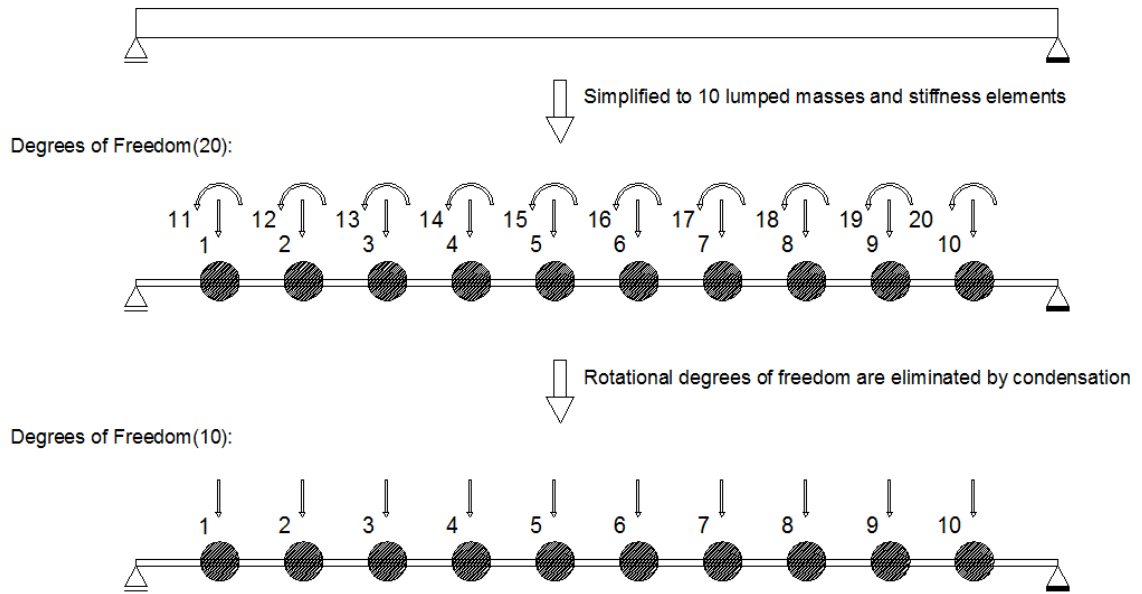 Simplified to 10 lumped masses and stiffness elements
Degrees of Freedom(20):
11 12 13 14 15 16 17 18 19 20
1 2 3 4 5 6 7 8 9 10
Rotational degrees of freedom are eliminated by condensation
Degrees of Freedom(10):
1 2 3 4 5 6 7 8 9 10